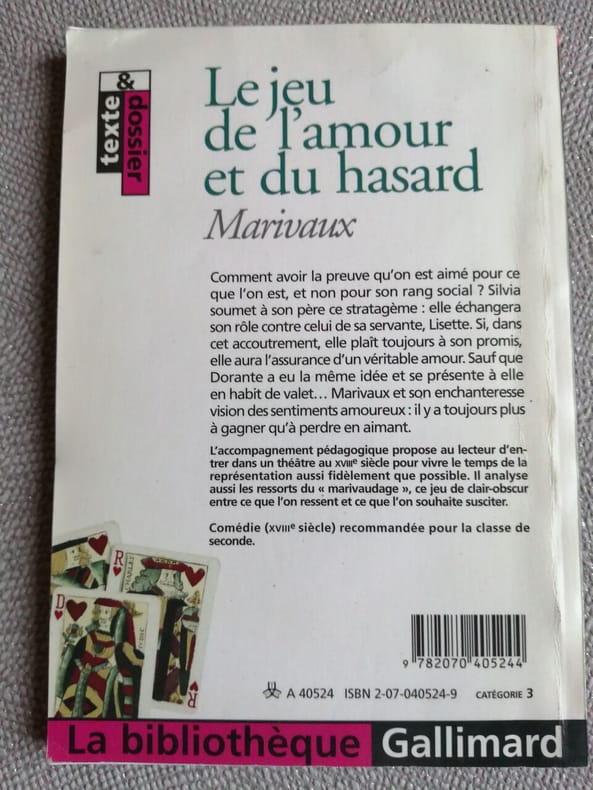 texte & dossier
Le jeu
de l'amour
et du hasard
Marivaux
Comment avoir la preuve qu'on est aimé pour ce
que l'on est, et non pour son rang social ? Silvia
soumet à son père ce stratagème : elle échangera
son rôle contre celui de sa servante, Lisette. Si, dans
cet accoutrement, elle plaît toujours à son promis,
elle aura l'assurance d'un véritable amour. Sauf que
Dorante a eu la même idée et se présente à elle
en habit de valet… Marivaux et son enchanteresse
vision des sentiments amoureux : il y a toujours plus
à gagner qu'à perdre en aimant.
L'accompagnement pédagogique propose au lecteur d'en-
trer dans un théâtre au XVIIIe siècle pour vivre le temps de la
représentation aussi fidèlement que possible. Il analyse
aussi les ressorts du « marivaudage », ce jeu de clair-obscur
entre ce que l'on ressent et ce que l'on souhaite susciter.
Comédie (XVIIIe siècle) recommandée pour la classe de
seconde.
R
CHARLES
D
R
9 782070 405244
A 40524 ISBN 2-07-040524-9 CATÉGORIE 3
La bibliothèque Gallimard